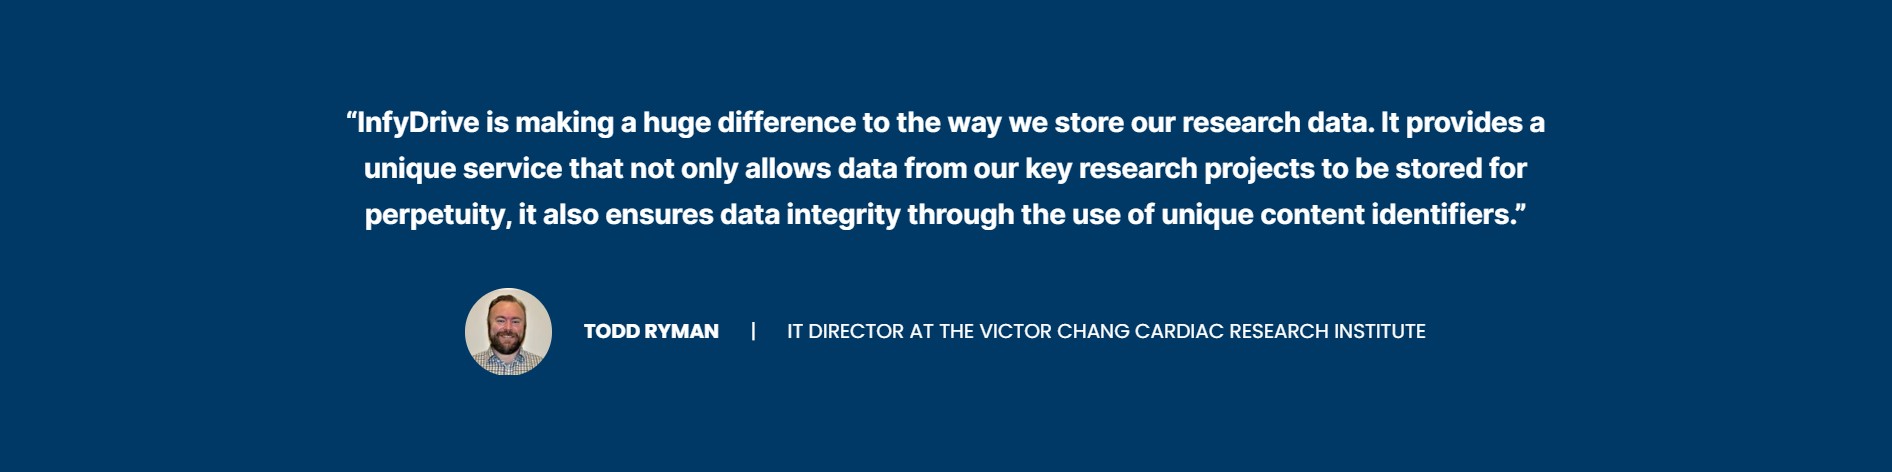 “InfyDrive is making a huge difference to the way we store our research data. It provides a
unique service that not only allows data from our key research projects to be stored for
perpetuity, it also ensures data integrity through the use of unique content identifiers.”
TODD RYMAN | IT DIRECTOR AT THE VICTOR CHANG CARDIAC RESEARCH INSTITUTE